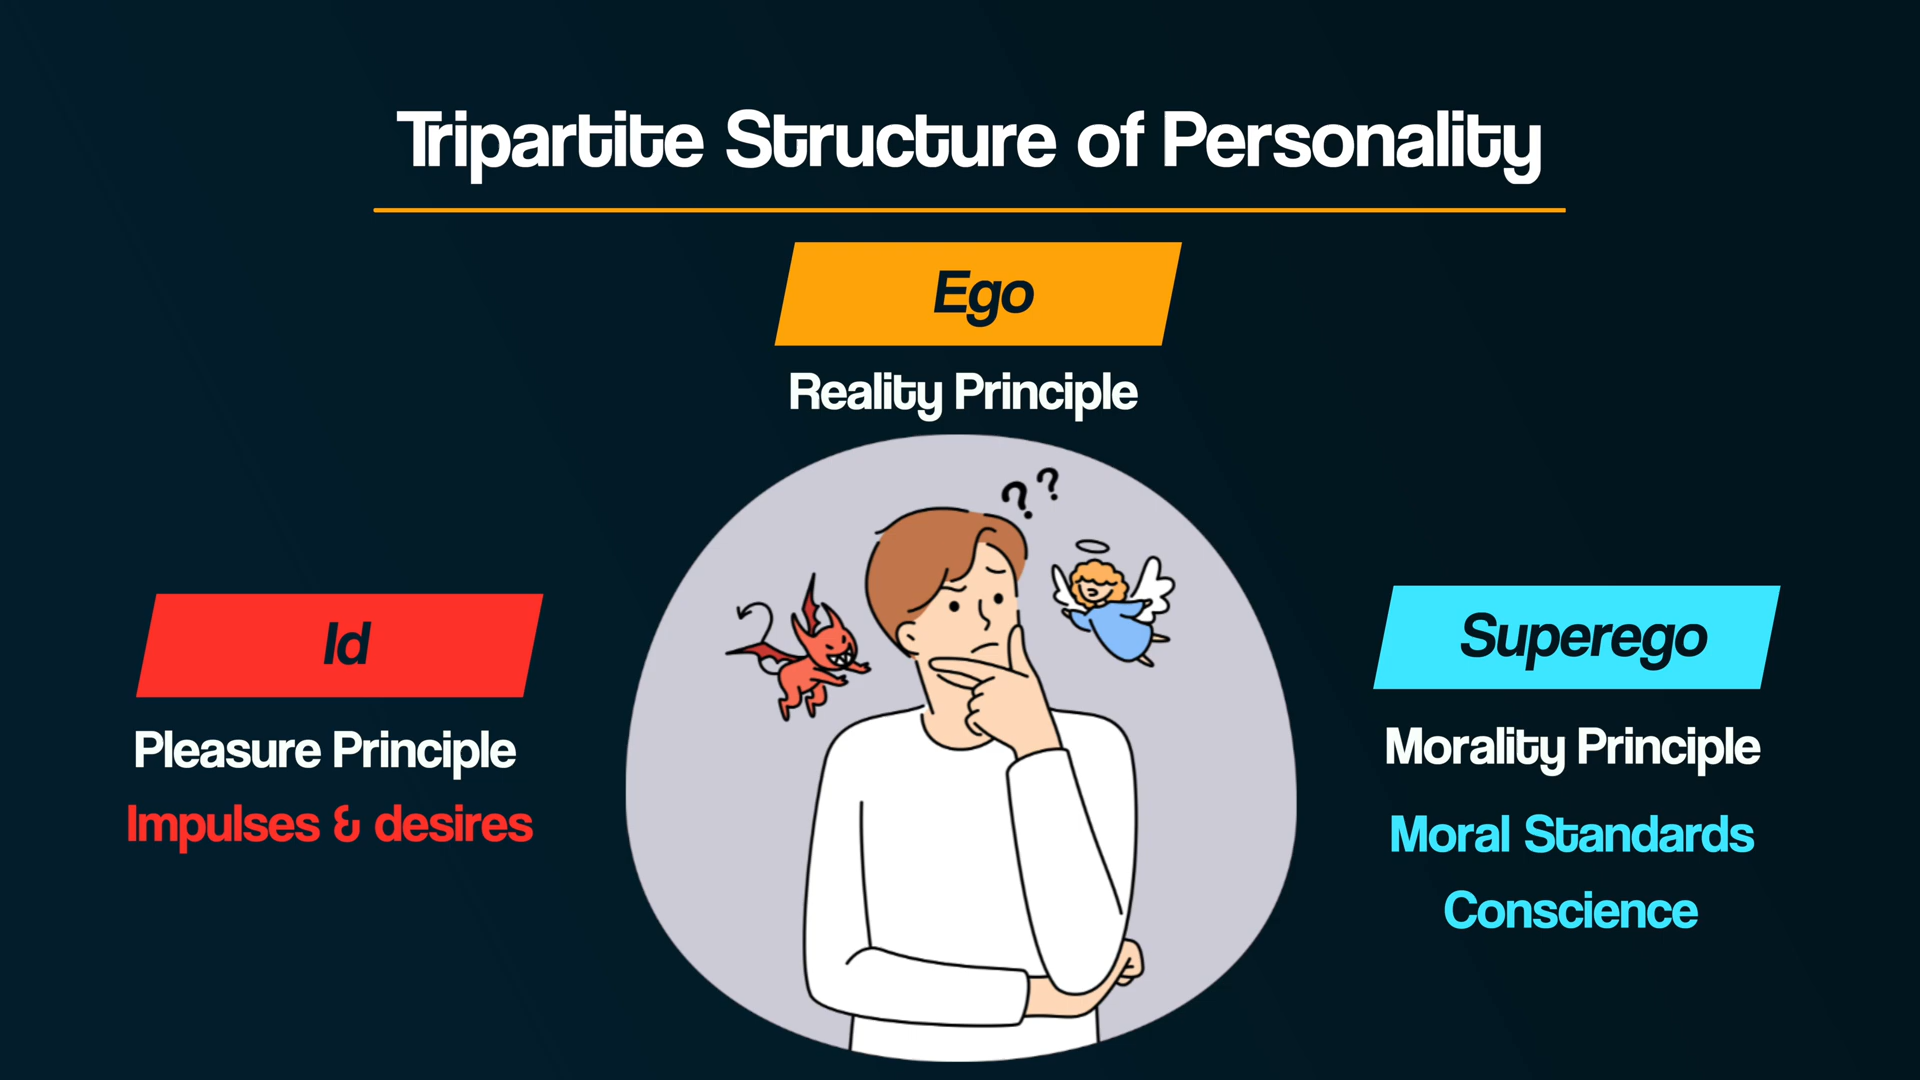 Tripartite Structure of Personality
Ego
Reality Principle
??
Id
Pleasure Principle
Impulses & desires
Superego
Morality Principle
Moral Standards
Conscience